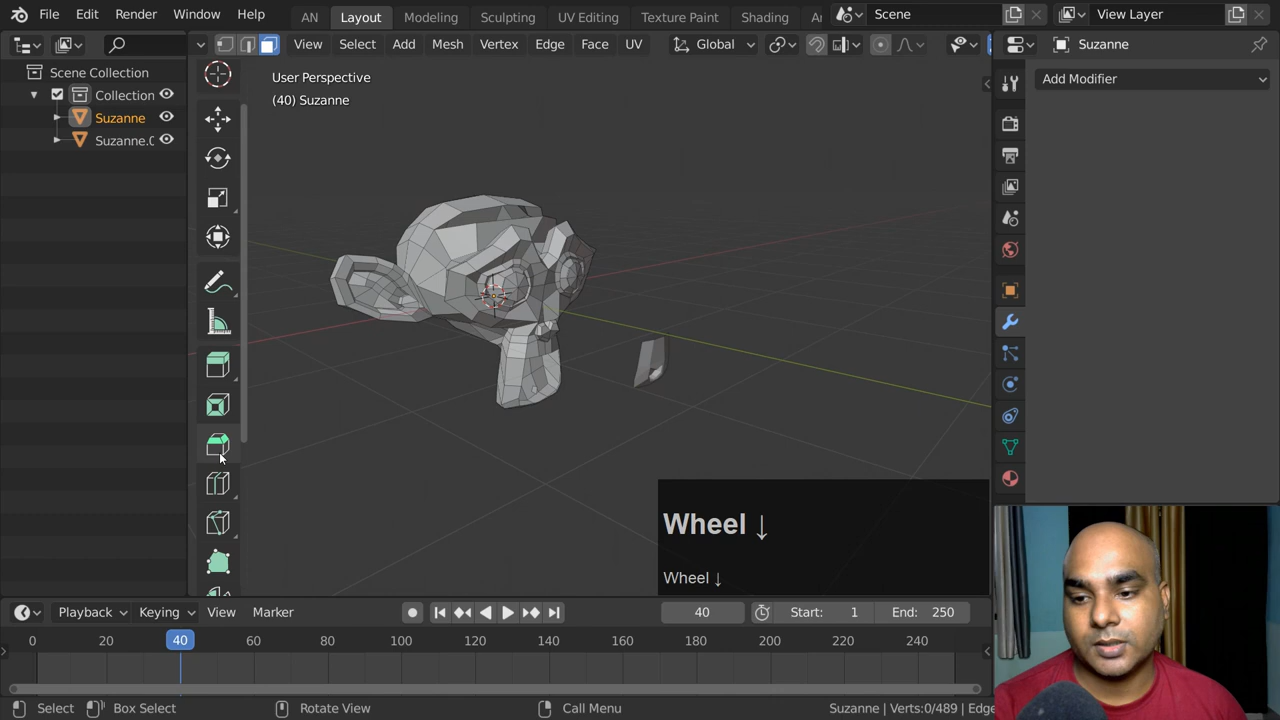 File Edit Render Window Help AN Layout Modeling Sculpting UV Editing Texture Paint Shading Scene View Layer
View Select Add Mesh Vertex Edge Face UV Global Suzanne
Scene Collection
Collection
Suzanne
Suzanne.0
User Perspective
(40) Suzanne
Add Modifier
Wheel ↓
Wheel ↓
Playback Keying View Marker 40 Start: 1 End: 250
0 20 40 60 80 100 120 140 160 180 200 220 240
Select Box Select Rotate View Call Menu Suzanne | Verts:0/489 | Edge